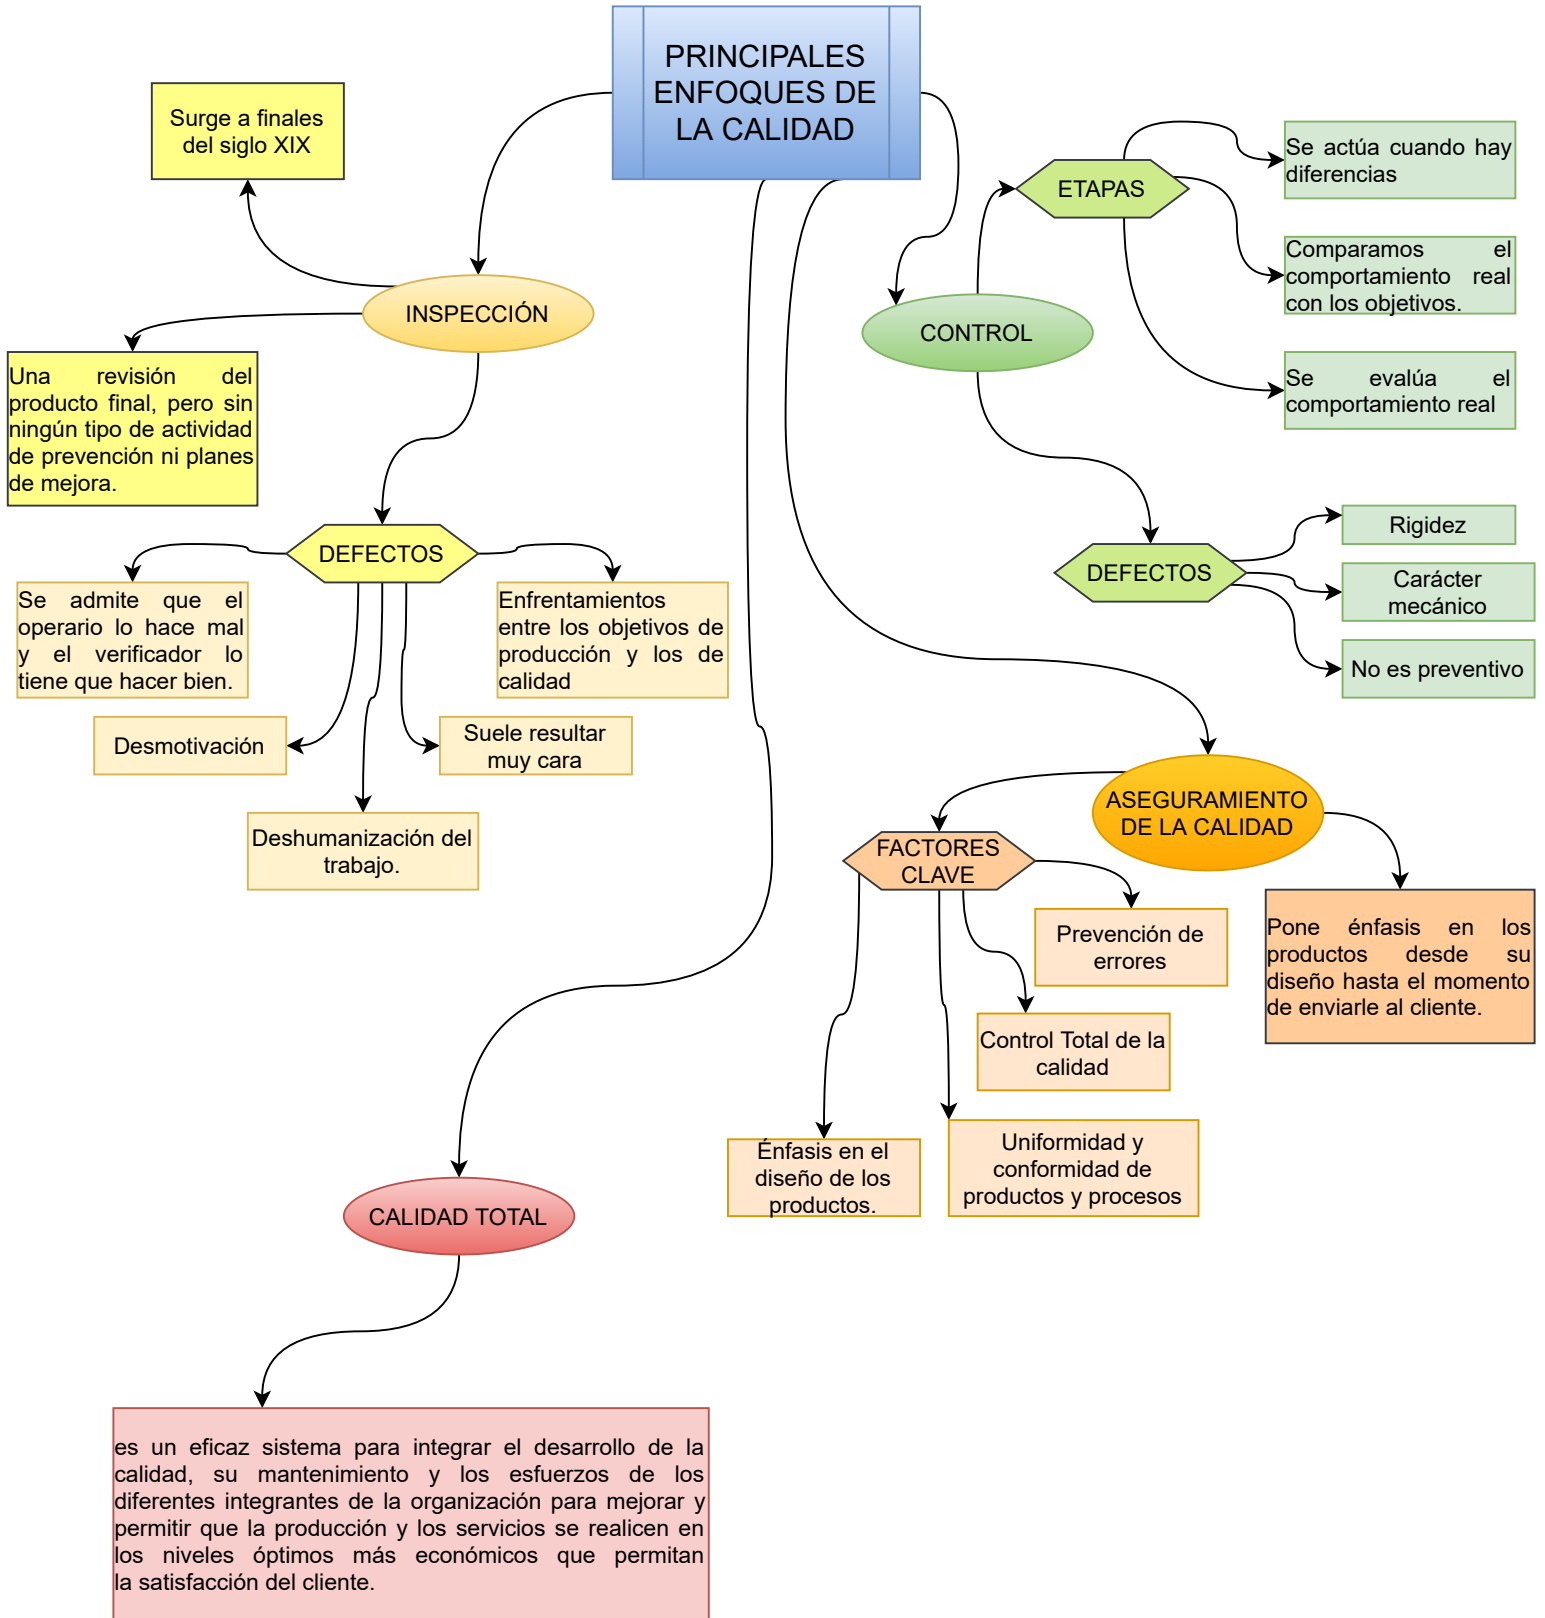 PRINCIPALES
ENFOQUES DE
LA CALIDAD
Surge a finales
del siglo XIX
INSPECCIÓN
Una revisión del
producto final, pero sin
ningún tipo de actividad
de prevención ni planes
de mejora.
DEFECTOS
Se admite que el
operario lo hace mal
y el verificador lo
tiene que hacer bien.
Desmotivación
Deshumanización del
trabajo.
Suele resultar
muy cara
Enfrentamientos
entre los objetivos de
producción y los de
calidad
CONTROL
ETAPAS
Se actúa cuando hay
diferencias
Comparamos el
comportamiento real
con los objetivos.
Se evalúa el
comportamiento real
DEFECTOS
Rigidez
Carácter
mecánico
No es preventivo
ASEGURAMIENTO
DE LA CALIDAD
FACTORES
CLAVE
Prevención de
errores
Control Total de la
calidad
Uniformidad y
conformidad de
productos y procesos
Énfasis en el
diseño de los
productos.
Pone énfasis en los
productos desde su
diseño hasta el momento
de enviarle al cliente.
CALIDAD TOTAL
es un eficaz sistema para integrar el desarrollo de la
calidad, su mantenimiento y los esfuerzos de los
diferentes integrantes de la organización para mejorar y
permitir que la producción y los servicios se realicen en
los niveles óptimos más económicos que permitan
la satisfacción del cliente.